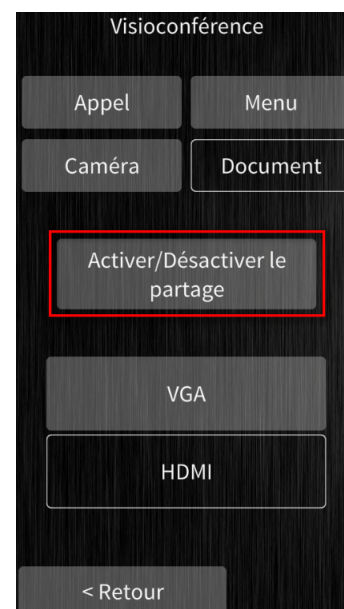 Visioconférence
Appel
Menu
Caméra
Document
Activer/Désactiver le
partage
VGA
HDMI
< Retour